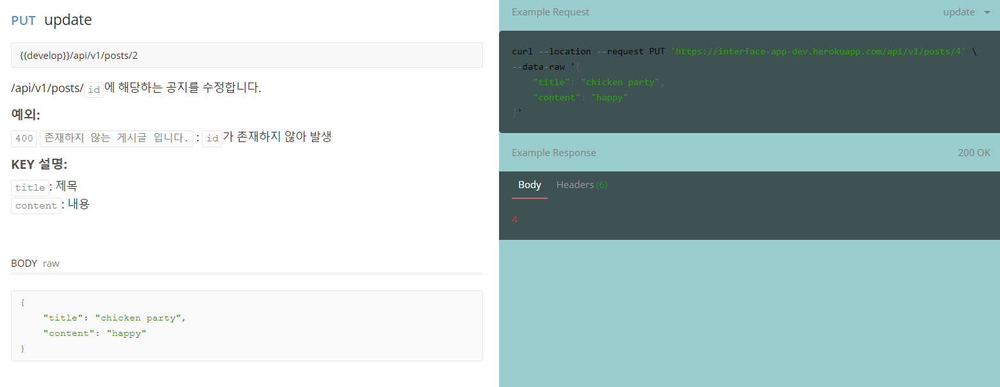 PUT update
{{develop}}/api/v1/posts/2
/api/v1/posts/ id 에 해당하는 공지를 수정합니다.
예외:
400 존재하지 않는 게시글 입니다. : id 가 존재하지 않아 발생
KEY 설명:
title : 제목
content : 내용
BODY raw
{
    "title": "chicken party",
    "content": "happy"
}
Example Request update
curl --location --request PUT 'https://interface-app-dev.herokuapp.com/api/v1/posts/4' \
--data-raw '{
    "title": "chicken party",
    "content": "happy"
}'
Example Response 200 OK
Body Headers (6)
4